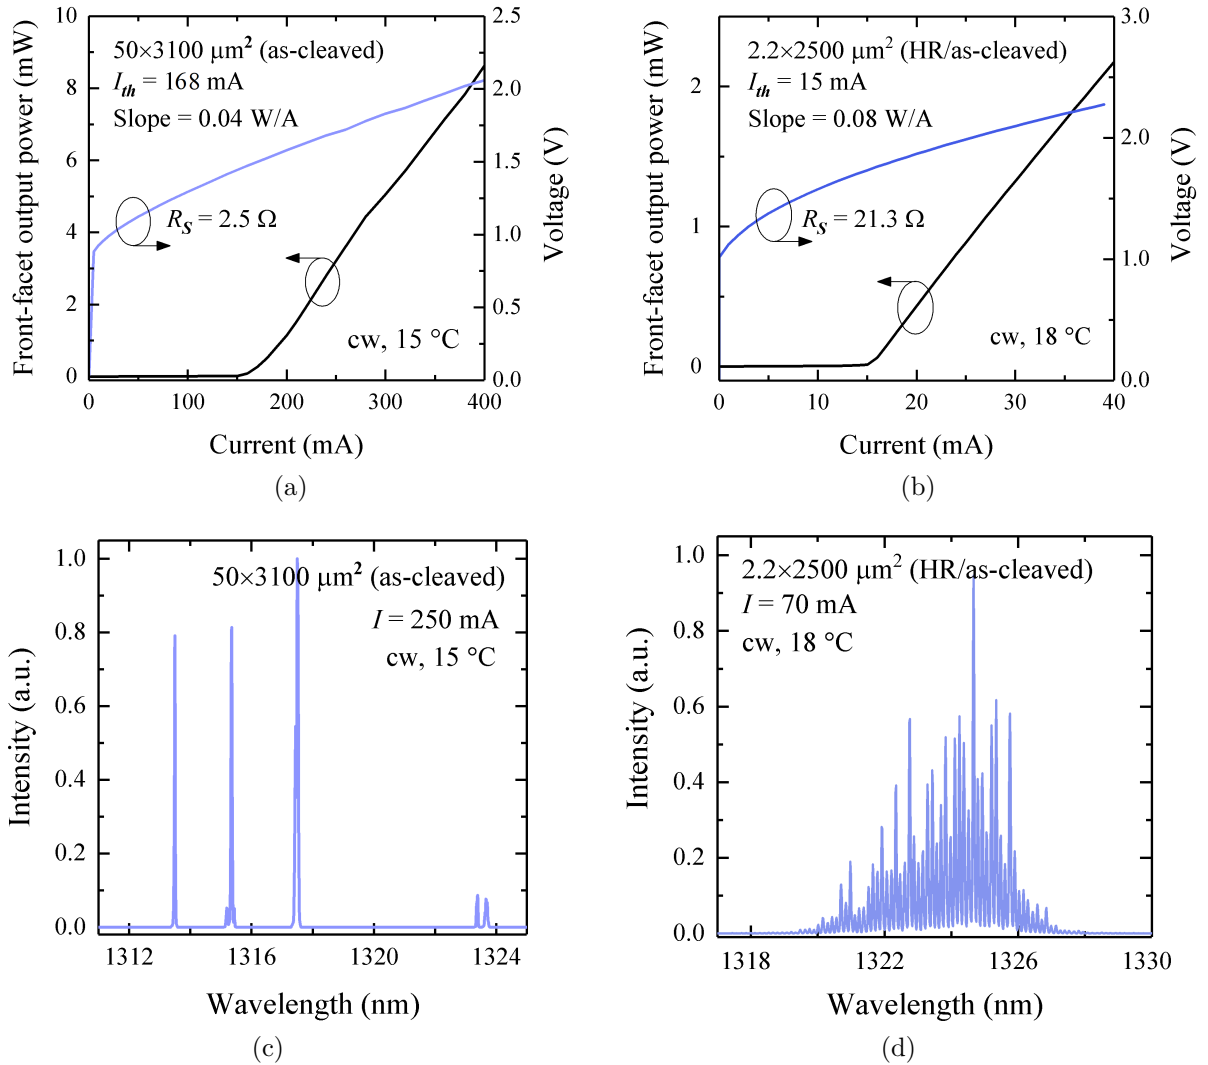 50×3100 μm² (as-cleaved)
Ith = 168 mA
Slope = 0.04 W/A
RS = 2.5 Ω
cw, 15 °C
Front-facet output power (mW)
10
8
6
4
2
0
Voltage (V)
2.5
2.0
1.5
1.0
0.5
0.0
0 100 200 300 400
Current (mA)
(a)
2.2×2500 μm² (HR/as-cleaved)
Ith = 15 mA
Slope = 0.08 W/A
RS = 21.3 Ω
cw, 18 °C
Front-facet output power (mW)
2
1
0
Voltage (V)
3.0
2.0
1.0
0.0
0 10 20 30 40
Current (mA)
(b)
50×3100 μm² (as-cleaved)
I = 250 mA
cw, 15 °C
Intensity (a.u.)
1.0
0.8
0.6
0.4
0.2
0.0
1312 1316 1320 1324
Wavelength (nm)
(c)
2.2×2500 μm² (HR/as-cleaved)
I = 70 mA
cw, 18 °C
Intensity (a.u.)
1.0
0.8
0.6
0.4
0.2
0.0
1318 1322 1326 1330
Wavelength (nm)
(d)